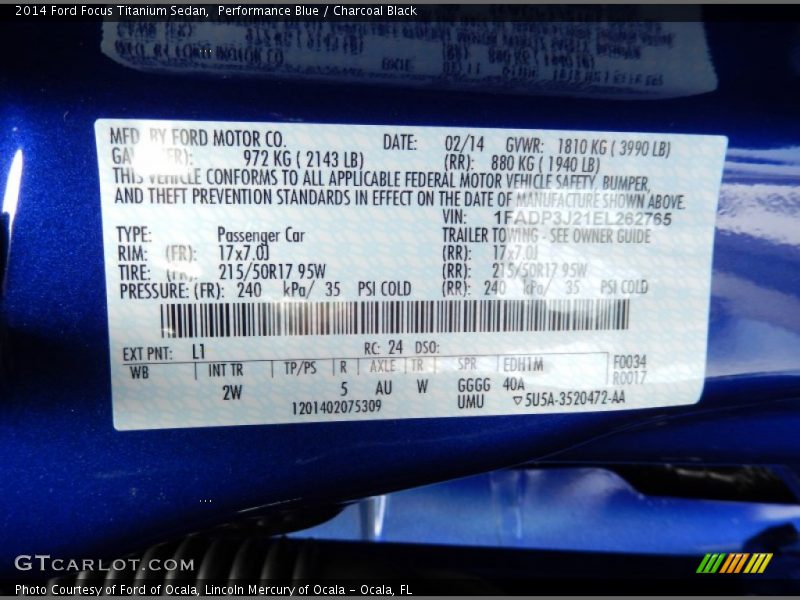 2014 Ford Focus Titanium Sedan,  Performance Blue / Charcoal Black
MFD. BY FORD MOTOR CO. DATE: 02/14 GVWR: 1810 KG ( 3990 LB)
972 KG ( 2143 LB) (RR): 880 KG ( 1940 LB)
THIS VEHICLE CONFORMS TO ALL APPLICABLE FEDERAL MOTOR VEHICLE SAFETY, BUMPER,
AND THEFT PREVENTION STANDARDS IN EFFECT ON THE DATE OF MANUFACTURE SHOWN ABOVE.
VIN: 1FADP3J21EL262765
TYPE: Passenger Car TRAILER TOWING - SEE OWNER GUIDE
RIM: (FR): 17x7.0J (RR): 17x7.0J
TIRE: (FR): 215/50R17 95W (RR): 215/50R17 95W
PRESSURE: (FR): 240 kPa/ 35 PSI COLD (RR): 240 kPa/ 35 PSI COLD
EXT PNT: L1 RC: 24 DSO:
WB | INT TR | TP/PS | R | AXLE | TR | SPR | EDH1M F0034
R0017
2W 5 AU W GGGG 40A
1201402075309 UMU ▽5U5A-3520472-AA
GTCARLOT.COM
Photo Courtesy of Ford of Ocala, Lincoln Mercury of Ocala - Ocala, FL